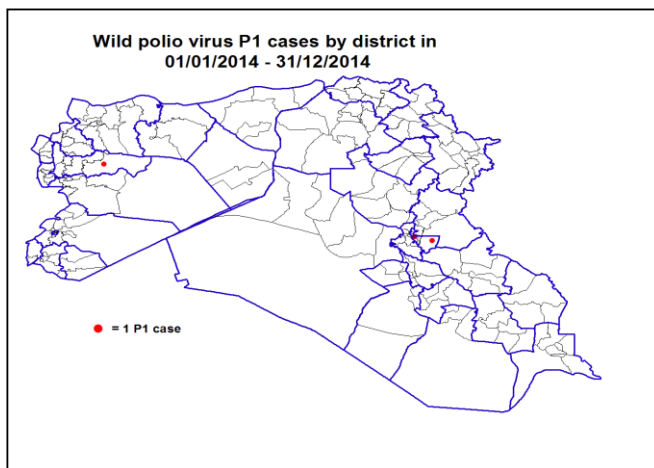 Wild polio virus P1 cases by district in
01/01/2014 - 31/12/2014
= 1 P1 case